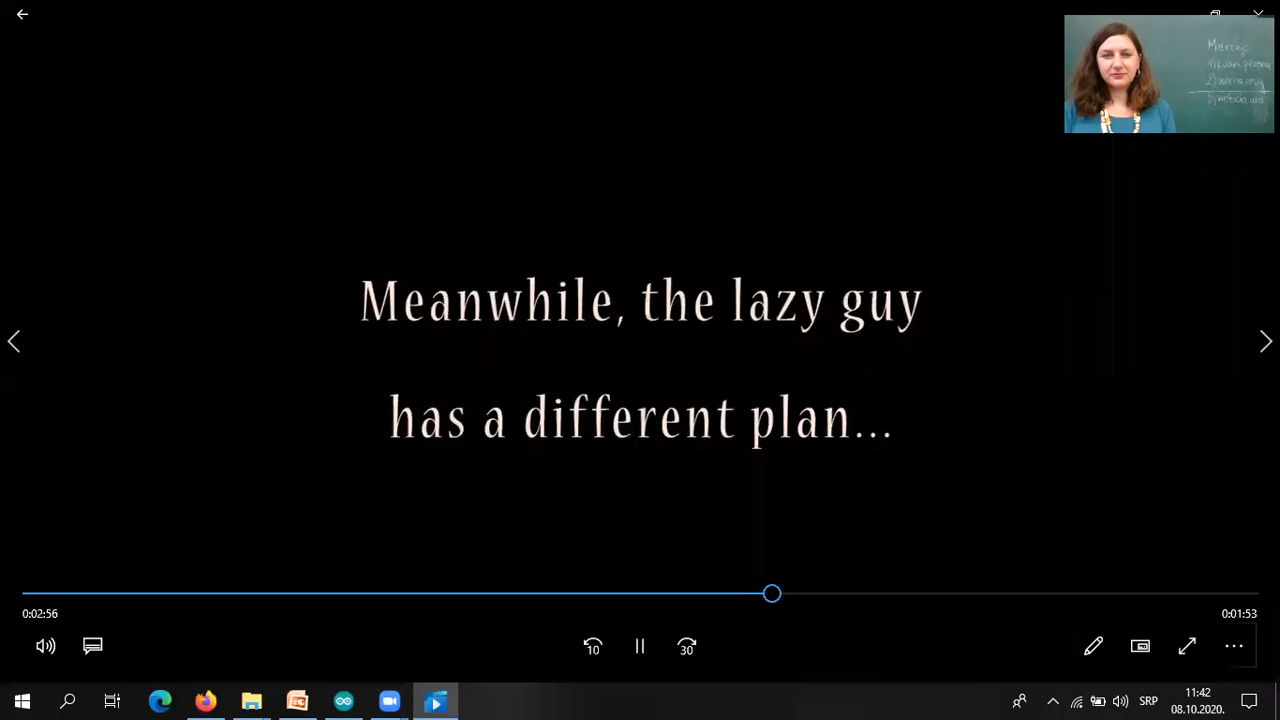 Meanwhile, the lazy guy
has a different plan...
0:02:56
0:01:53
10
30
SRP
11:42
08.10.2020.